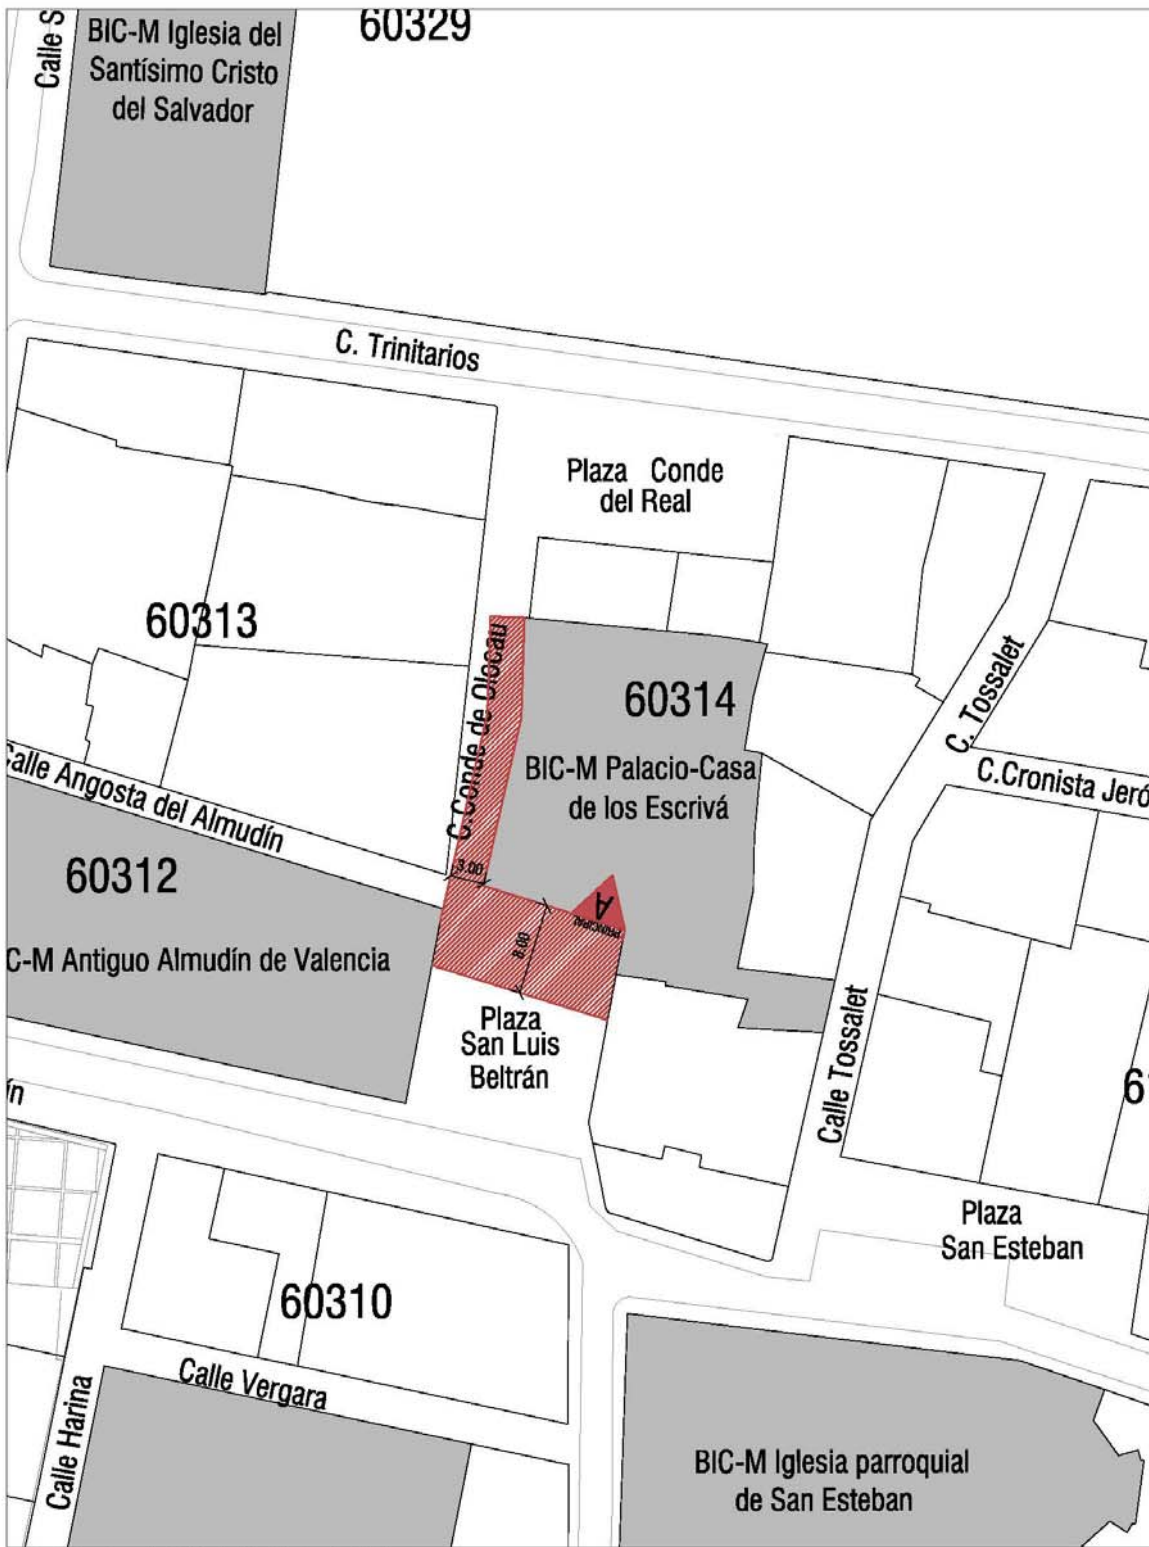 Calle S
BIC-M Iglesia del
Santísimo Cristo
del Salvador
60329
C. Trinitarios
Plaza Conde
del Real
60313
C.Conde de Olocau
60314
BIC-M Palacio-Casa
de los Escrivá
C. Tossalet
C.Cronista Jeró
Calle Angosta del Almudín
60312
3.00
A
PRINCIPAL
8.00
C-M Antiguo Almudín de Valencia
Plaza
San Luis
Beltrán
Calle Tossalet
6
ín
Plaza
San Esteban
60310
Calle Vergara
Calle Harina
BIC-M Iglesia parroquial
de San Esteban